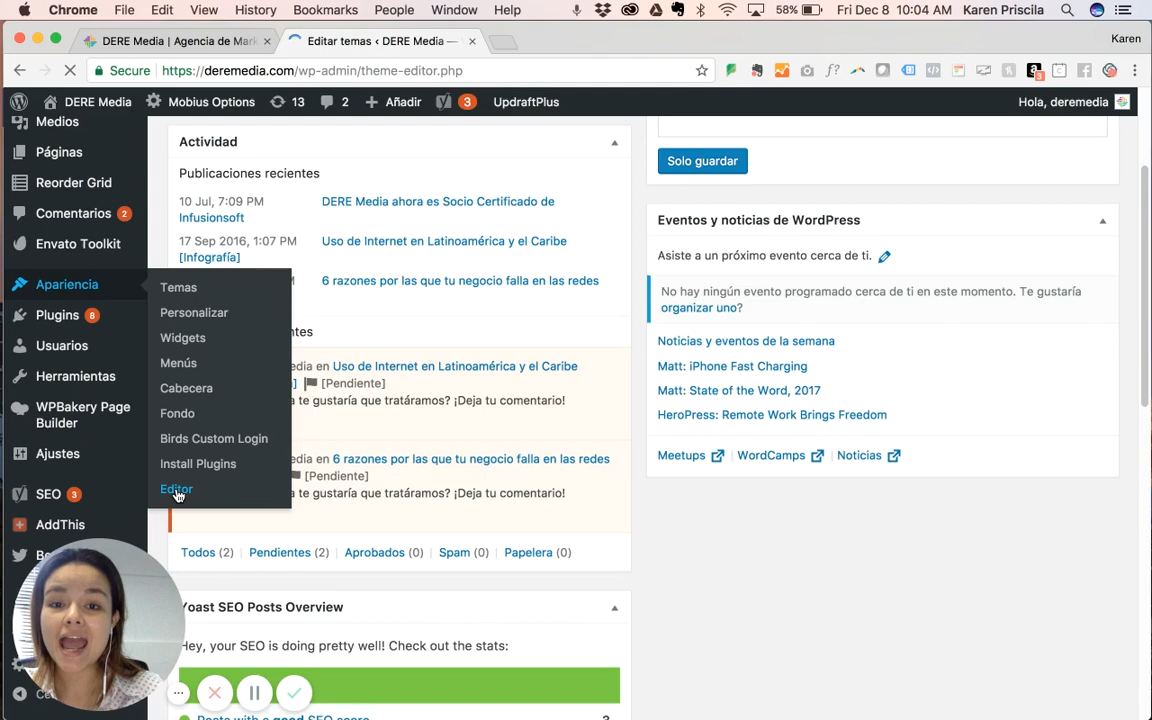 Chrome File Edit View History Bookmarks People Window Help 58% Fri Dec 8 10:04 AM Karen Priscila
DERE Media | Agencia de Mark × Editar temas ‹ DERE Media — × Karen
Secure https://deremedia.com/wp-admin/theme-editor.php 3
DERE Media Mobius Options 13 2 Añadir 3 UpdraftPlus Hola, deremedia
Medios
Páginas
Reorder Grid
Comentarios 2
Envato Toolkit
Apariencia
Plugins 8
Usuarios
Herramientas
WPBakery Page
Builder
Ajustes
SEO 3
AddThis
Temas
Personalizar
Widgets
Menús
Cabecera
Fondo
Birds Custom Login
Install Plugins
Editor
Actividad
Publicaciones recientes
10 Jul, 7:09 PM DERE Media ahora es Socio Certificado de
Infusionsoft
17 Sep 2016, 1:07 PM Uso de Internet en Latinoamérica y el Caribe
[Infografía]
6 razones por las que tu negocio falla en las redes
ntes
edia en Uso de Internet en Latinoamérica y el Caribe
] [Pendiente]
a te gustaría que tratáramos? ¡Deja tu comentario!
edia en 6 razones por las que tu negocio falla en las redes
[Pendiente]
a te gustaría que tratáramos? ¡Deja tu comentario!
Todos (2) Pendientes (2) Aprobados (0) Spam (0) Papelera (0)
Yoast SEO Posts Overview
Hey, your SEO is doing pretty well! Check out the stats:
Posts with a good SEO score 3
Solo guardar
Eventos y noticias de WordPress
Asiste a un próximo evento cerca de ti.
No hay ningún evento programado cerca de ti en este momento. Te gustaría
organizar uno?
Noticias y eventos de la semana
Matt: iPhone Fast Charging
Matt: State of the Word, 2017
HeroPress: Remote Work Brings Freedom
Meetups WordCamps Noticias